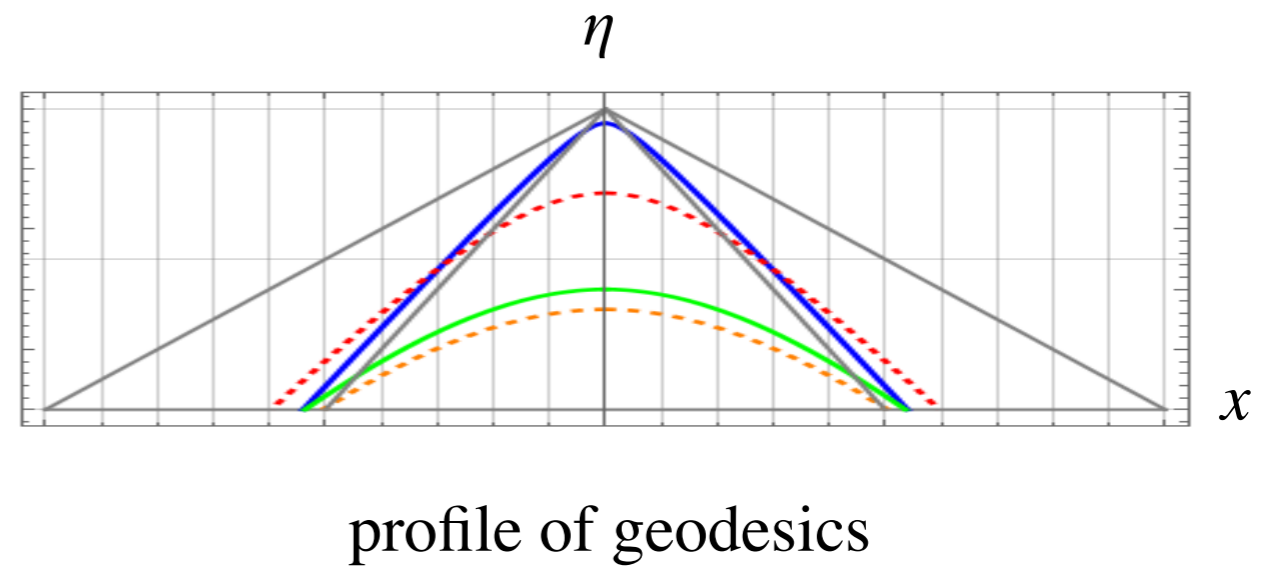 η
x
profile of geodesics